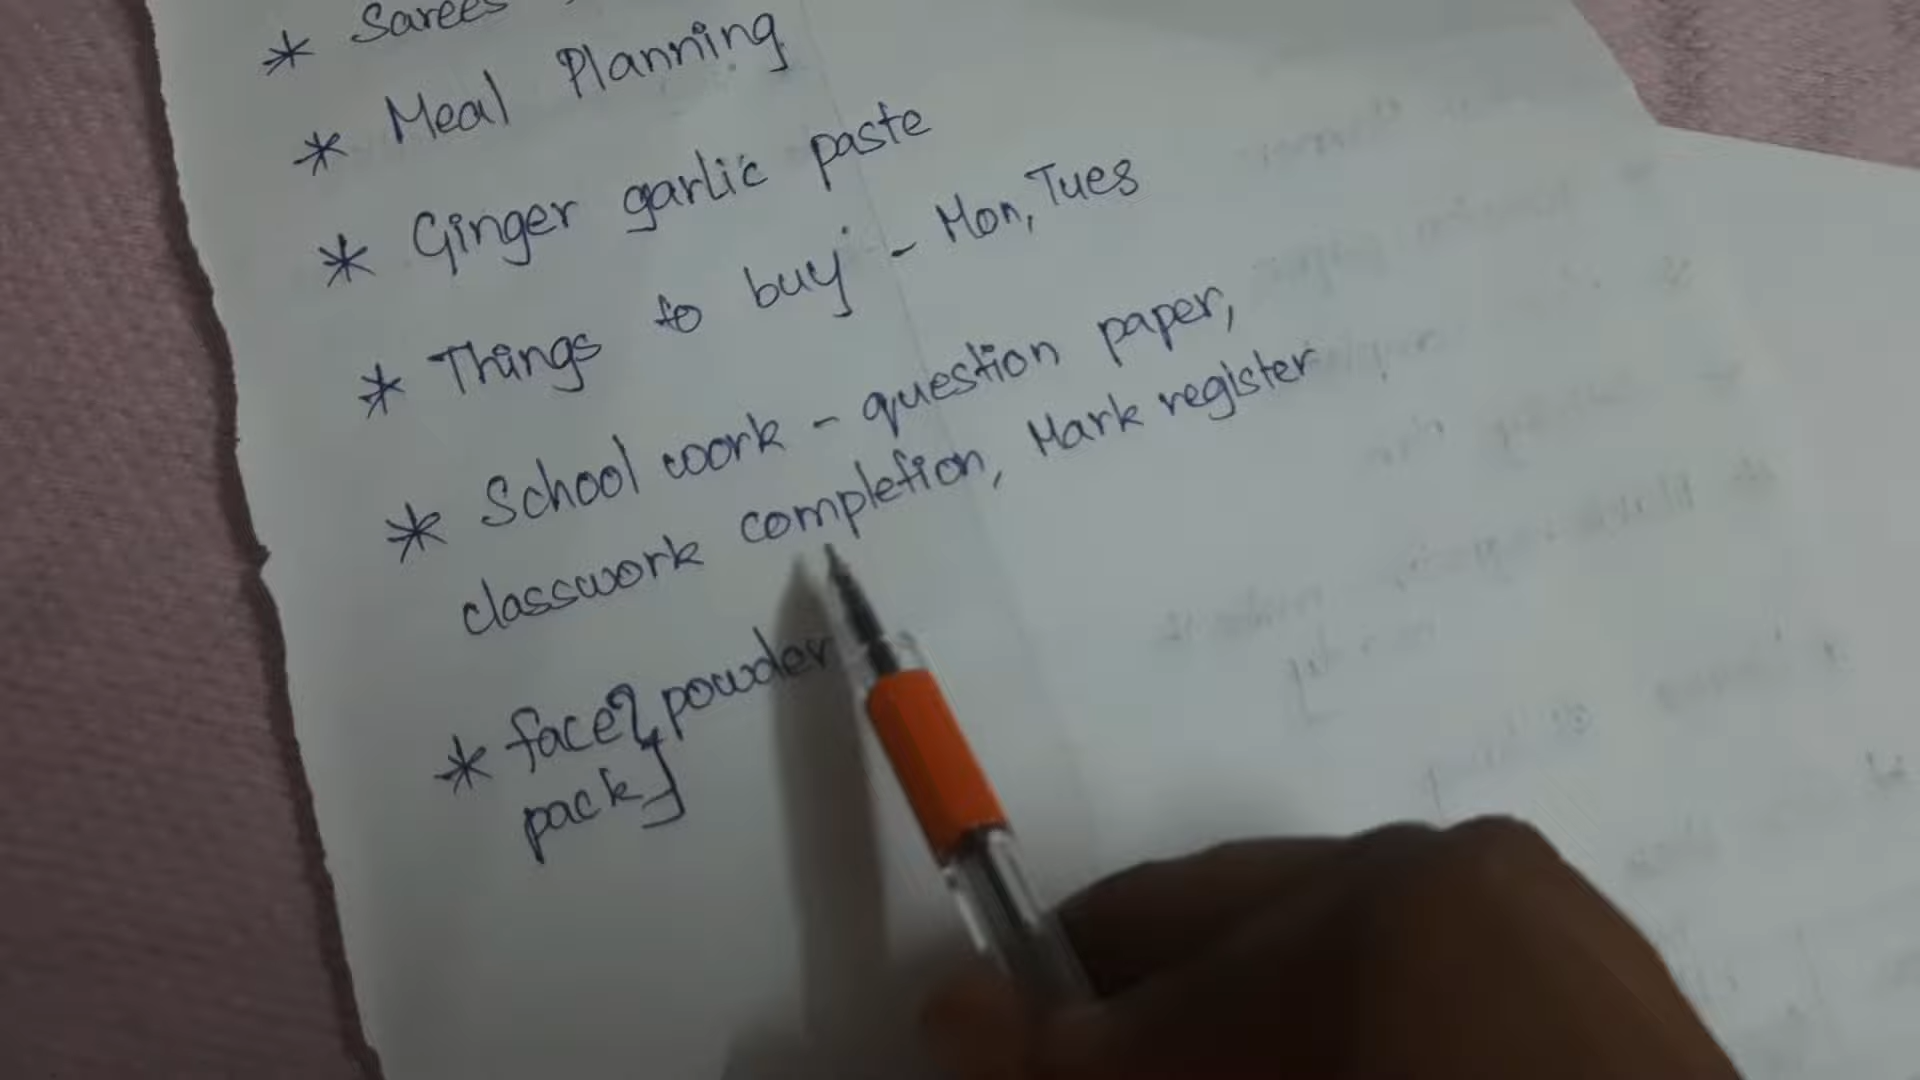 * Sarees
* Meal Planning
* Ginger garlic paste
* Things to buy - Mon, Tues
* School work - question paper,
classwork completion, Mark register
* face } powder
pack